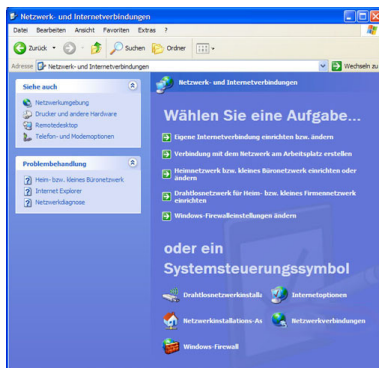 Netzwerk- und Internetverbindungen
Datei Bearbeiten Ansicht Favoriten Extras ?
Zurück Suchen Ordner
Adresse Netzwerk- und Internetverbindungen Wechseln zu
Siehe auch
Netzwerkumgebung
Drucker und andere Hardware
Remotedesktop
Telefon- und Modemoptionen
Problembehandlung
Heim- bzw. kleines Büronetzwerk
Internet Explorer
Netzwerkdiagnose
Netzwerk- und Internetverbindungen
Wählen Sie eine Aufgabe...
Eigene Internetverbindung einrichten bzw. ändern
Verbindung mit dem Netzwerk am Arbeitsplatz erstellen
Heimnetzwerk bzw. kleines Büronetzwerk einrichten oder
ändern
Drahtlosnetzwerk für Heim- bzw. kleines Firmennetzwerk
einrichten
Windows-Firewalleinstellungen ändern
oder ein
Systemsteuerungssymbol
Drahtlosnetzwerkinstalla Internetoptionen
Netzwerkinstallations-As Netzwerkverbindungen
Windows-Firewall